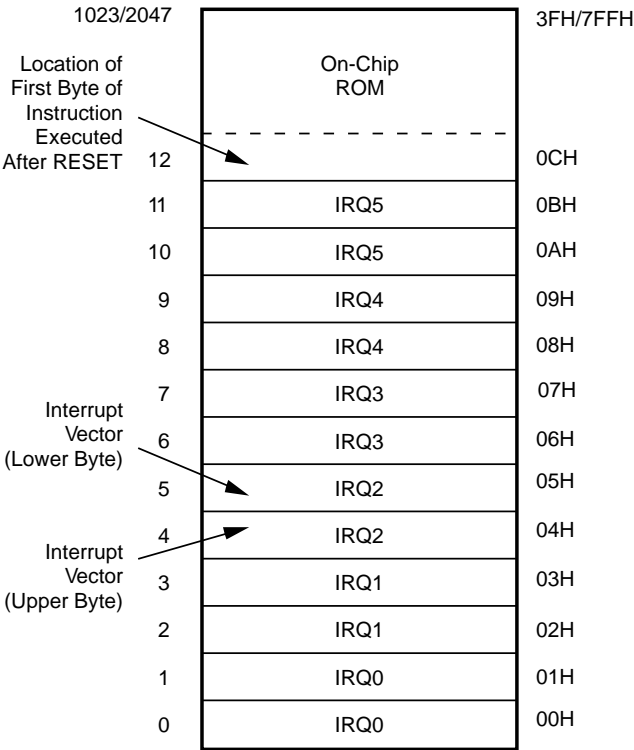 1023/2047
3FH/7FFH
Location of
First Byte of
Instruction
Executed
After RESET
On-Chip
ROM
12
0CH
11 IRQ5 0BH
10 IRQ5 0AH
9 IRQ4 09H
8 IRQ4 08H
7 IRQ3 07H
6 IRQ3 06H
Interrupt
Vector
(Lower Byte)
5 IRQ2 05H
4 IRQ2 04H
Interrupt
Vector
(Upper Byte)
3 IRQ1 03H
2 IRQ1 02H
1 IRQ0 01H
0 IRQ0 00H